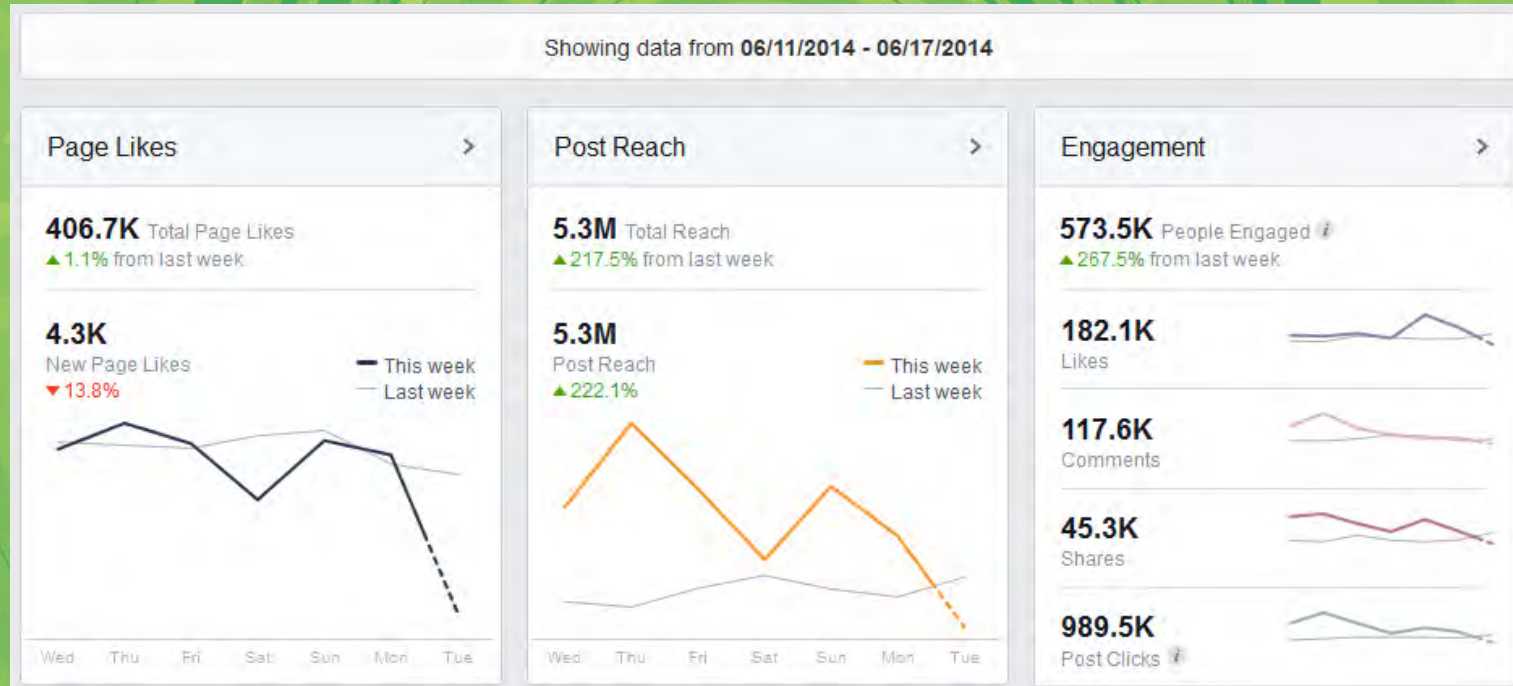 Showing data from 06/11/2014 - 06/17/2014
Page Likes >
406.7K Total Page Likes
▲1.1% from last week
4.3K
New Page Likes
▼13.8%
This week
Last week
Wed Thu Fri Sat Sun Mon Tue
Post Reach >
5.3M Total Reach
▲217.5% from last week
5.3M
Post Reach
▲222.1%
This week
Last week
Wed Thu Fri Sat Sun Mon Tue
Engagement >
573.5K People Engaged i
▲267.5% from last week
182.1K
Likes
117.6K
Comments
45.3K
Shares
989.5K
Post Clicks i